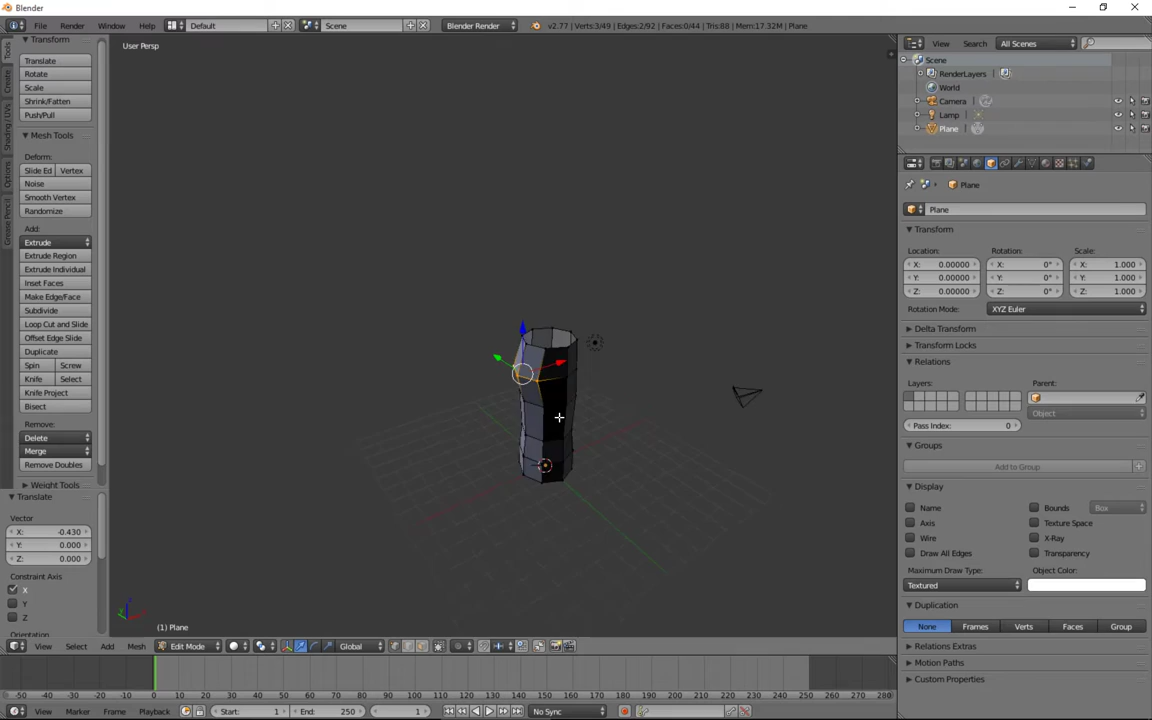 Blender
File Render Window Help Default Scene Blender Render v2.77 | Verts:3/49 | Edges:2/92 | Faces:0/44 | Tris:88 | Mem:17.32M | Plane
User Persp
Tools
Create
Shading / UVs
Options
Grease Pencil
Transform
Translate
Rotate
Scale
Shrink/Fatten
Push/Pull
Mesh Tools
Deform:
Slide Ed Vertex
Noise
Smooth Vertex
Randomize
Add:
Extrude
Extrude Region
Extrude Individual
Inset Faces
Make Edge/Face
Subdivide
Loop Cut and Slide
Offset Edge Slide
Duplicate
Spin Screw
Knife Select
Knife Project
Bisect
Remove:
Delete
Merge
Remove Doubles
Weight Tools
Translate
Vector
X: -0.430
Y: 0.000
Z: 0.000
Constraint Axis
X
Y
Z
Orientation
(1) Plane
View Select Add Mesh Edit Mode Global
-50 -40 -30 -20 -10 0 10 20 30 40 50 60 70 80 90 100 110 120 130 140 150 160 170 180 190 200 210 220 230 240 250 260 270 280
View Marker Frame Playback Start: 1 End: 250 1 No Sync
View Search All Scenes
Scene
RenderLayers
World
Camera
Lamp
Plane
Plane
Plane
Transform
Location: Rotation: Scale:
X: 0.00000 X: 0° X: 1.000
Y: 0.00000 Y: 0° Y: 1.000
Z: 0.00000 Z: 0° Z: 1.000
Rotation Mode: XYZ Euler
Delta Transform
Transform Locks
Relations
Layers: Parent:
Object
Pass Index: 0
Groups
Add to Group
Display
Name Bounds Box
Axis Texture Space
Wire X-Ray
Draw All Edges Transparency
Maximum Draw Type: Object Color:
Textured
Duplication
None Frames Verts Faces Group
Relations Extras
Motion Paths
Custom Properties